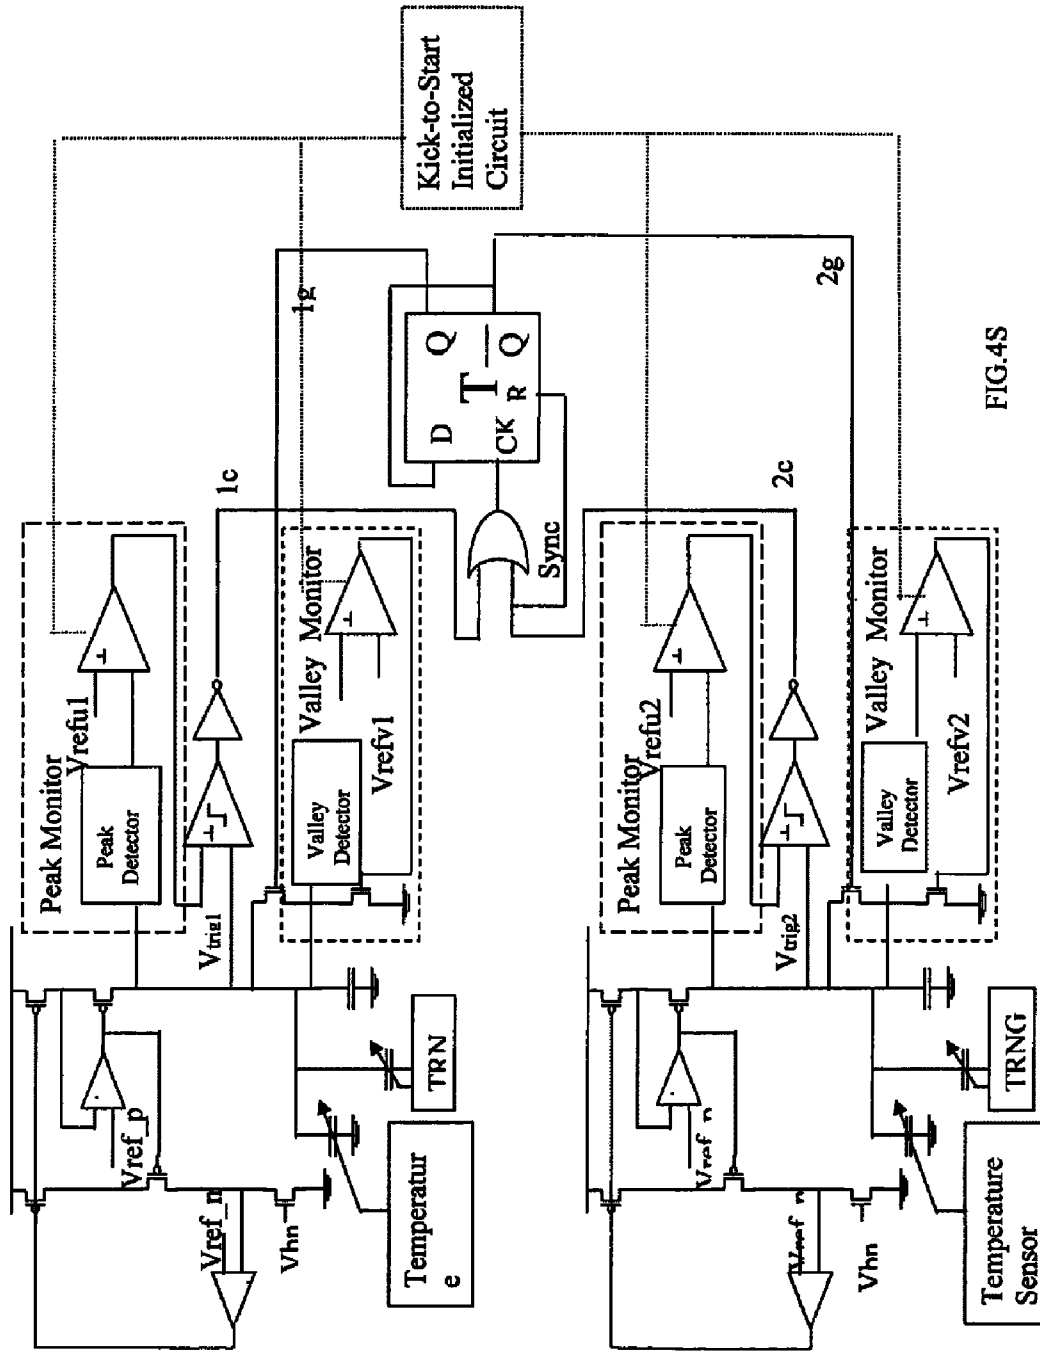 Kick-to-Start
Initialized
Circuit
Peak Monitor
Vrefu1
Peak
Detector
1c
1g
Vtrig1
Valley Monitor
Valley
Detector
Vrefv1
D
Q
T
CK
R
Q
Sync
Vref_p
Vref_n
Vbn
TRN
Temperatur
e
Peak Monitor
Vrefu2
Peak
Detector
2c
2g
Vtrig2
Valley Monitor
Valley
Detector
Vrefv2
Vbn
TRNG
Temperature
Sensor
FIG.4S